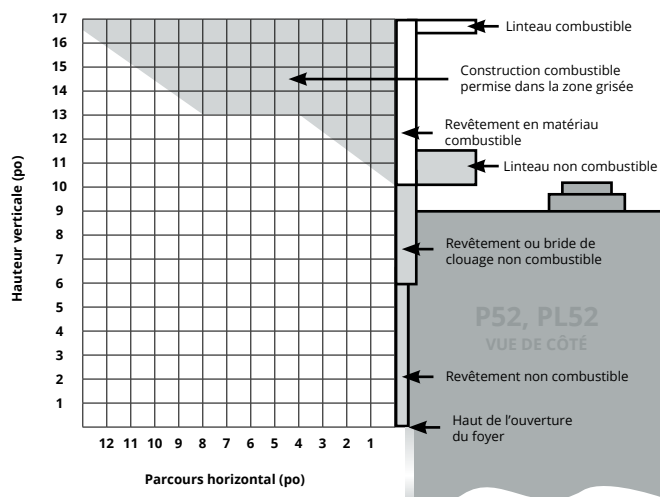 17
16
15
14
13
12
11
10
9
8
7
6
5
4
3
2
1
Hauteur verticale (po)
12 11 10 9 8 7 6 5 4 3 2 1
Parcours horizontal (po)
Linteau combustible
Construction combustible
permise dans la zone grisée
Revêtement en matériau
combustible
Linteau non combustible
Revêtement ou bride de
clouage non combustible
P52, PL52
VUE DE CÔTÉ
Revêtement non combustible
Haut de l'ouverture
du foyer